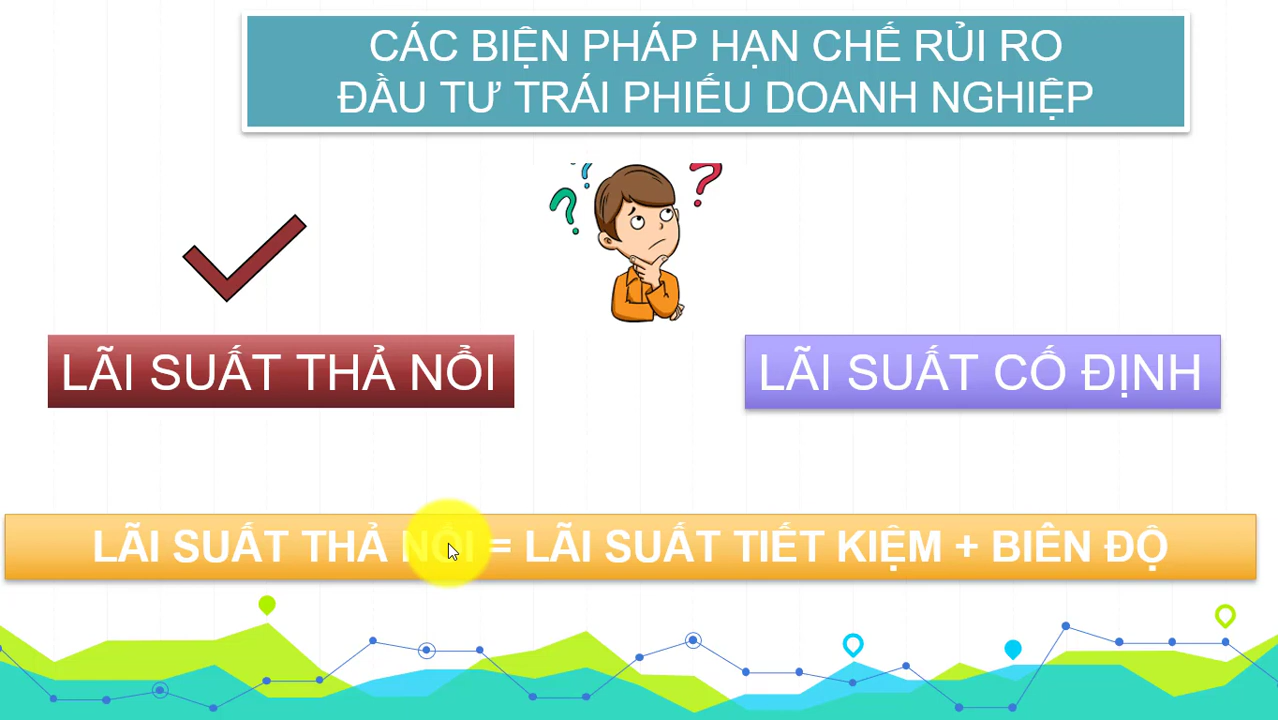 CÁC BIỆN PHÁP HẠN CHẾ RỦI RO
ĐẦU TƯ TRÁI PHIẾU DOANH NGHIỆP
LÃI SUẤT THẢ NỔI
LÃI SUẤT CỐ ĐỊNH
LÃI SUẤT THẢ NỔI = LÃI SUẤT TIẾT KIỆM + BIÊN ĐỘ